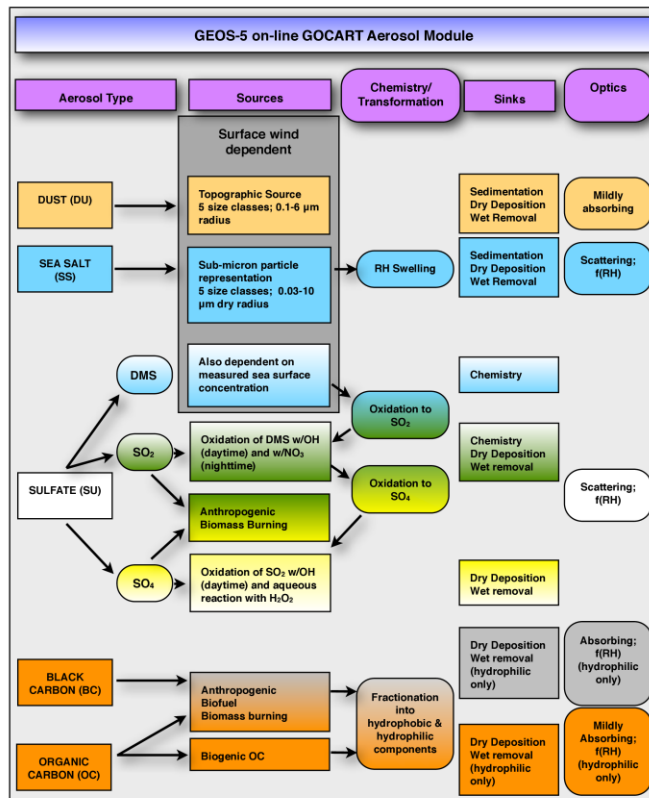 GEOS-5 on-line GOCART Aerosol Module
Aerosol Type
Sources
Chemistry/
Transformation
Sinks
Optics
Surface wind
dependent
DUST (DU)
Topographic Source
5 size classes; 0.1-6 µm
radius
Sedimentation
Dry Deposition
Wet Removal
Mildly
absorbing
SEA SALT
(SS)
Sub-micron particle
representation
5 size classes; 0.03-10
µm dry radius
RH Swelling
Sedimentation
Dry Deposition
Wet Removal
Scattering;
f(RH)
DMS
Also dependent on
measured sea surface
concentration
Chemistry
Oxidation to
SO₂
SO₂
Oxidation of DMS w/OH
(daytime) and w/NO₃
(nighttime)
Chemistry
Dry Deposition
Wet removal
SULFATE (SU)
Anthropogenic
Biomass Burning
Oxidation to
SO₄
Scattering;
f(RH)
SO₄
Oxidation of SO₂ w/OH
(daytime) and aqueous
reaction with H₂O₂
Dry Deposition
Wet removal
BLACK
CARBON (BC)
Anthropogenic
Biofuel
Biomass burning
Fractionation
into
hydrophobic &
hydrophilic
components
Dry Deposition
Wet removal
(hydrophilic
only)
Absorbing;
f(RH)
(hydrophilic
only)
ORGANIC
CARBON (OC)
Biogenic OC
Dry Deposition
Wet removal
(hydrophilic only)
Mildly
Absorbing;
f(RH)
(hydrophilic
only)